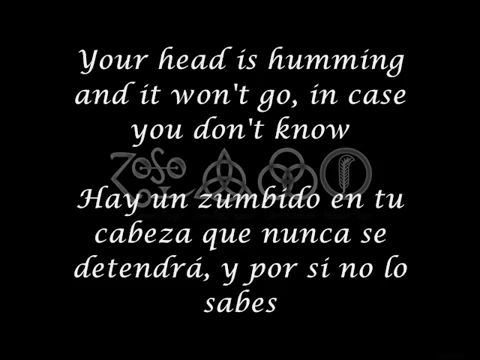 Your head is humming
and it won't go, in case
you don't know
Hay un zumbido en tu
cabeza que nunca se
detendrá, y por si no lo
sabes